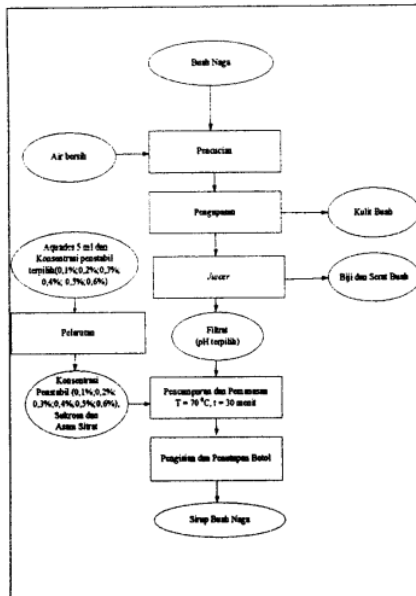 Buah Naga
Air bersih
Pencucian
Pengupasan
Kulit Buah
Aquades 5 ml dan
Konsentrasi penstabil
terpilih(0,1%;0,2%;0,3%;
0,4%; 0,5%;0,6%)
Juicer
Biji dan Serat Buah
Pelarutan
Filtrat
(pH terpilih)
Konsentrasi
Penstabil (0,1%;0,2%;
0,3%;0,4%;0,5%;0,6%),
Sukrosa dan
Asam Sitrat
Pencampuran dan Pemanasan
T = 70 °C, t = 30 menit
Pengisian dan Penutupan Botol
Sirup Buah Naga